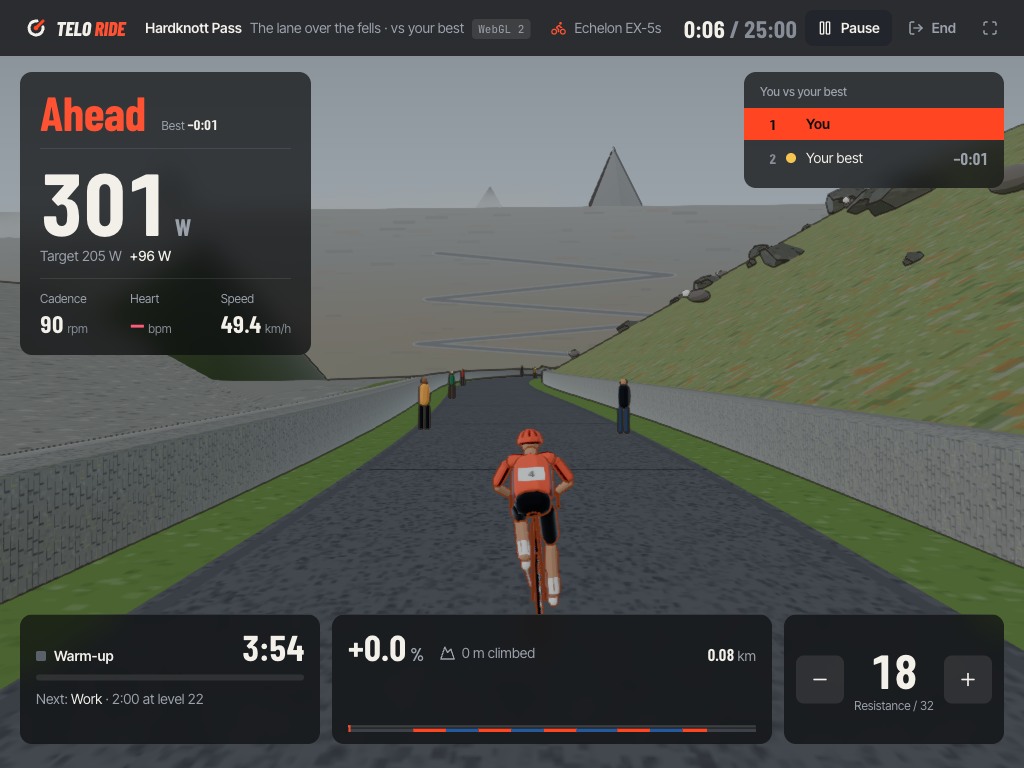 TELO RIDE
Hardknott Pass The lane over the fells · vs your best WebGL 2
Echelon EX-5s
0:06 / 25:00
Pause
End
Ahead Best −0:01
301 W
Target 205 W +96 W
Cadence Heart Speed
90 rpm — bpm 49.4 km/h
You vs your best
1 You
2 Your best −0:01
4
Warm-up 3:54
Next: Work · 2:00 at level 22
+0.0 % 0 m climbed 0.08 km
− 18 +
Resistance / 32